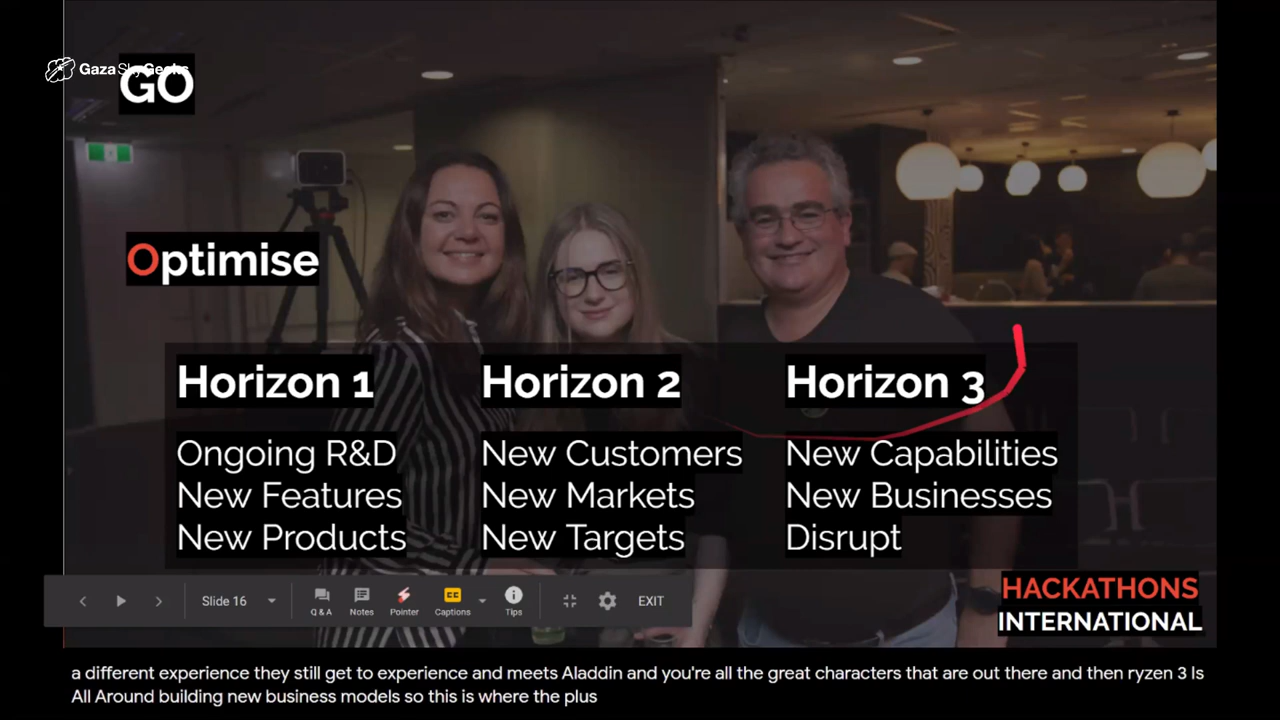 Gaza Sky Geeks
GO
Optimise
Horizon 1
Ongoing R&D
New Features
New Products
Horizon 2
New Customers
New Markets
New Targets
Horizon 3
New Capabilities
New Businesses
Disrupt
HACKATHONS
INTERNATIONAL
Slide 16
Q & A
Notes
Pointer
Captions
Tips
EXIT
a different experience they still get to experience and meets Aladdin and you're all the great characters that are out there and then ryzen 3 Is
All Around building new business models so this is where the plus